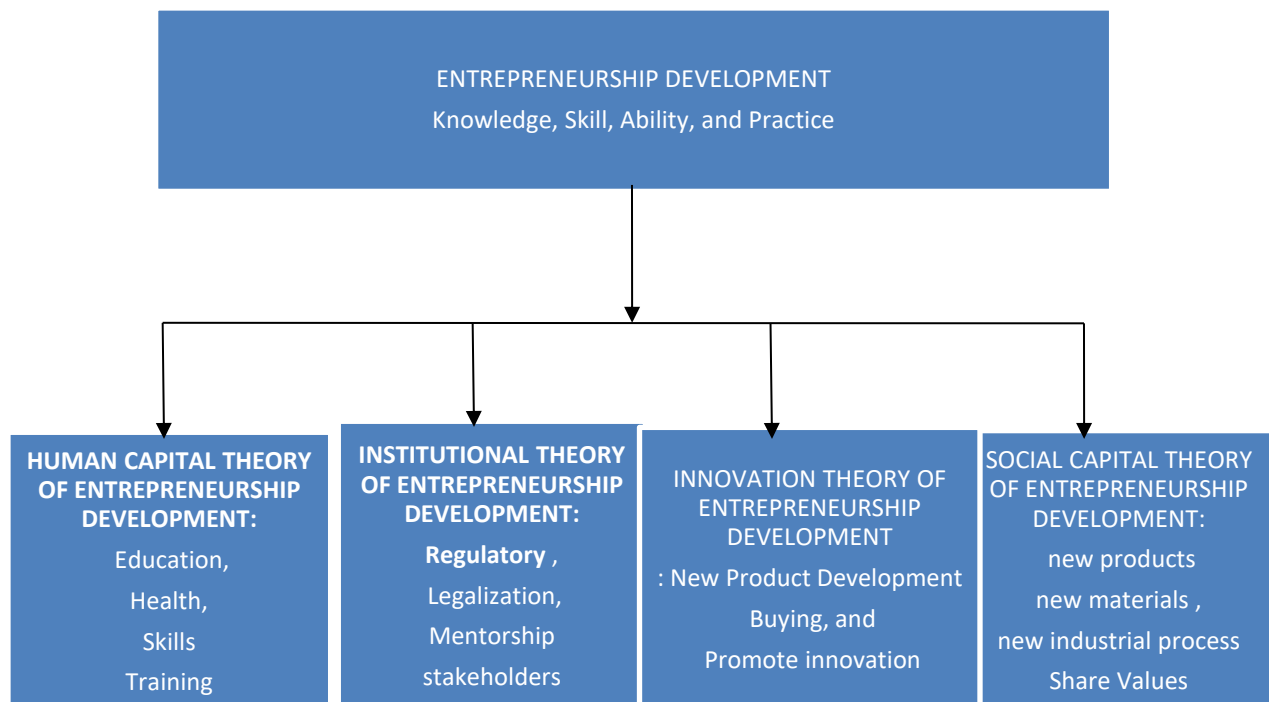 ENTREPRENEURSHIP DEVELOPMENT
Knowledge, Skill, Ability, and Practice
HUMAN CAPITAL THEORY
OF ENTREPRENEURSHIP
DEVELOPMENT:
Education,
Health,
Skills
Training
INSTITUTIONAL THEORY
OF ENTREPRENEURSHIP
DEVELOPMENT:
Regulatory ,
Legalization,
Mentorship
stakeholders
INNOVATION THEORY OF
ENTREPRENEURSHIP
DEVELOPMENT
: New Product Development
Buying, and
Promote innovation
SOCIAL CAPITAL THEORY
OF ENTREPRENEURSHIP
DEVELOPMENT:
new products
new materials ,
new industrial process
Share Values